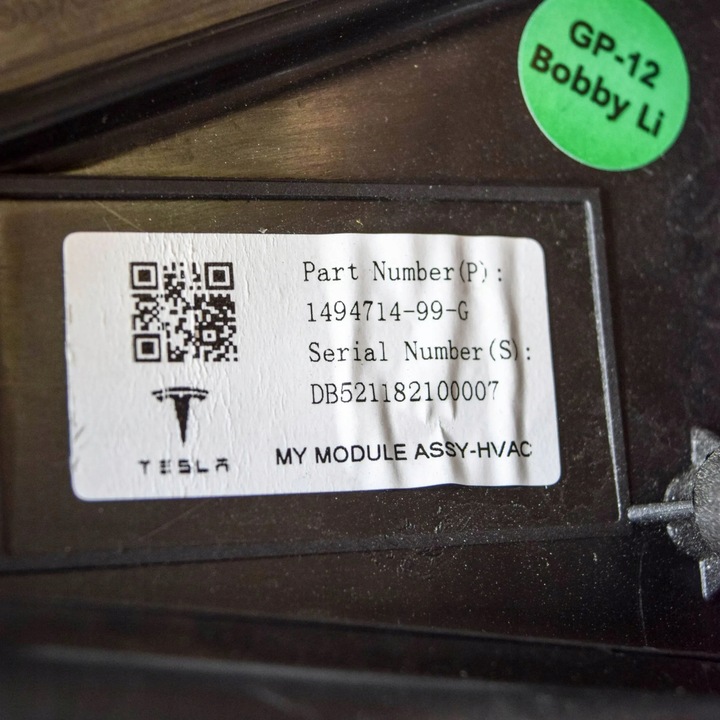 GP-12
Bobby Li
Part Number(P):
1494714-99-G
Serial Number(S):
DB521182100007
TESLA
MY MODULE ASSY-HVAC